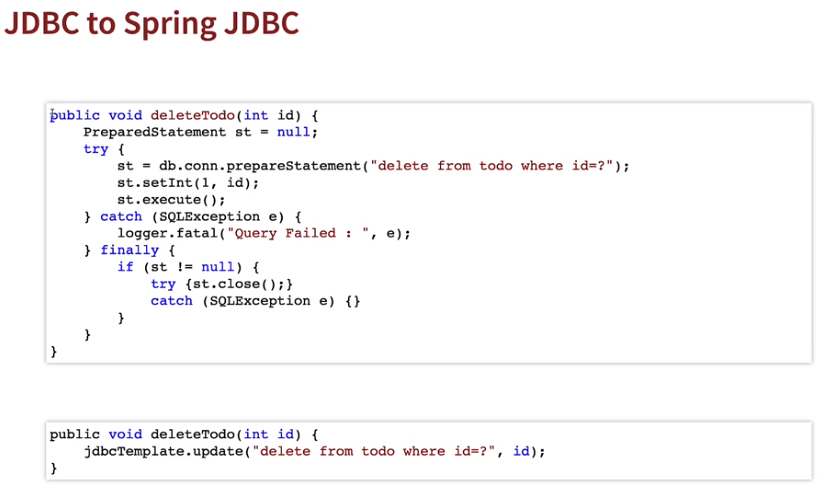 JDBC to Spring JDBC
public void deleteTodo(int id) {
    PreparedStatement st = null;
    try {
        st = db.conn.prepareStatement("delete from todo where id=?");
        st.setInt(1, id);
        st.execute();
    } catch (SQLException e) {
        logger.fatal("Query Failed : ", e);
    } finally {
        if (st != null) {
            try {st.close();}
            catch (SQLException e) {}
        }
    }
}
public void deleteTodo(int id) {
    jdbcTemplate.update("delete from todo where id=?", id);
}